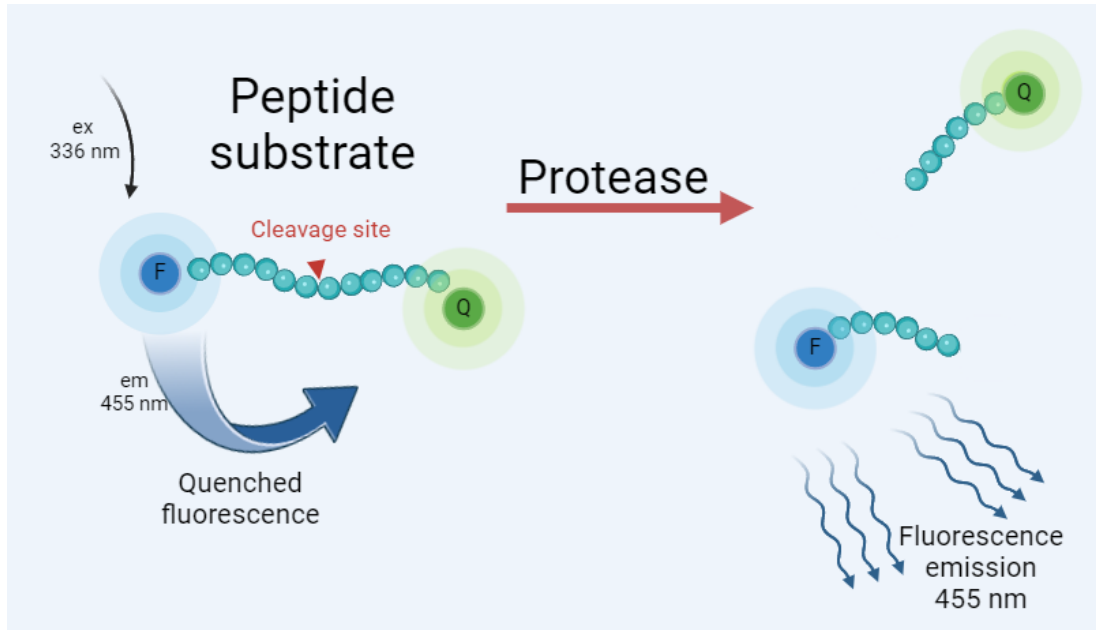 ex
336 nm
Peptide
substrate
Cleavage site
F
Q
em
455 nm
Quenched
fluorescence
Protease
Q
F
Fluorescence
emission
455 nm